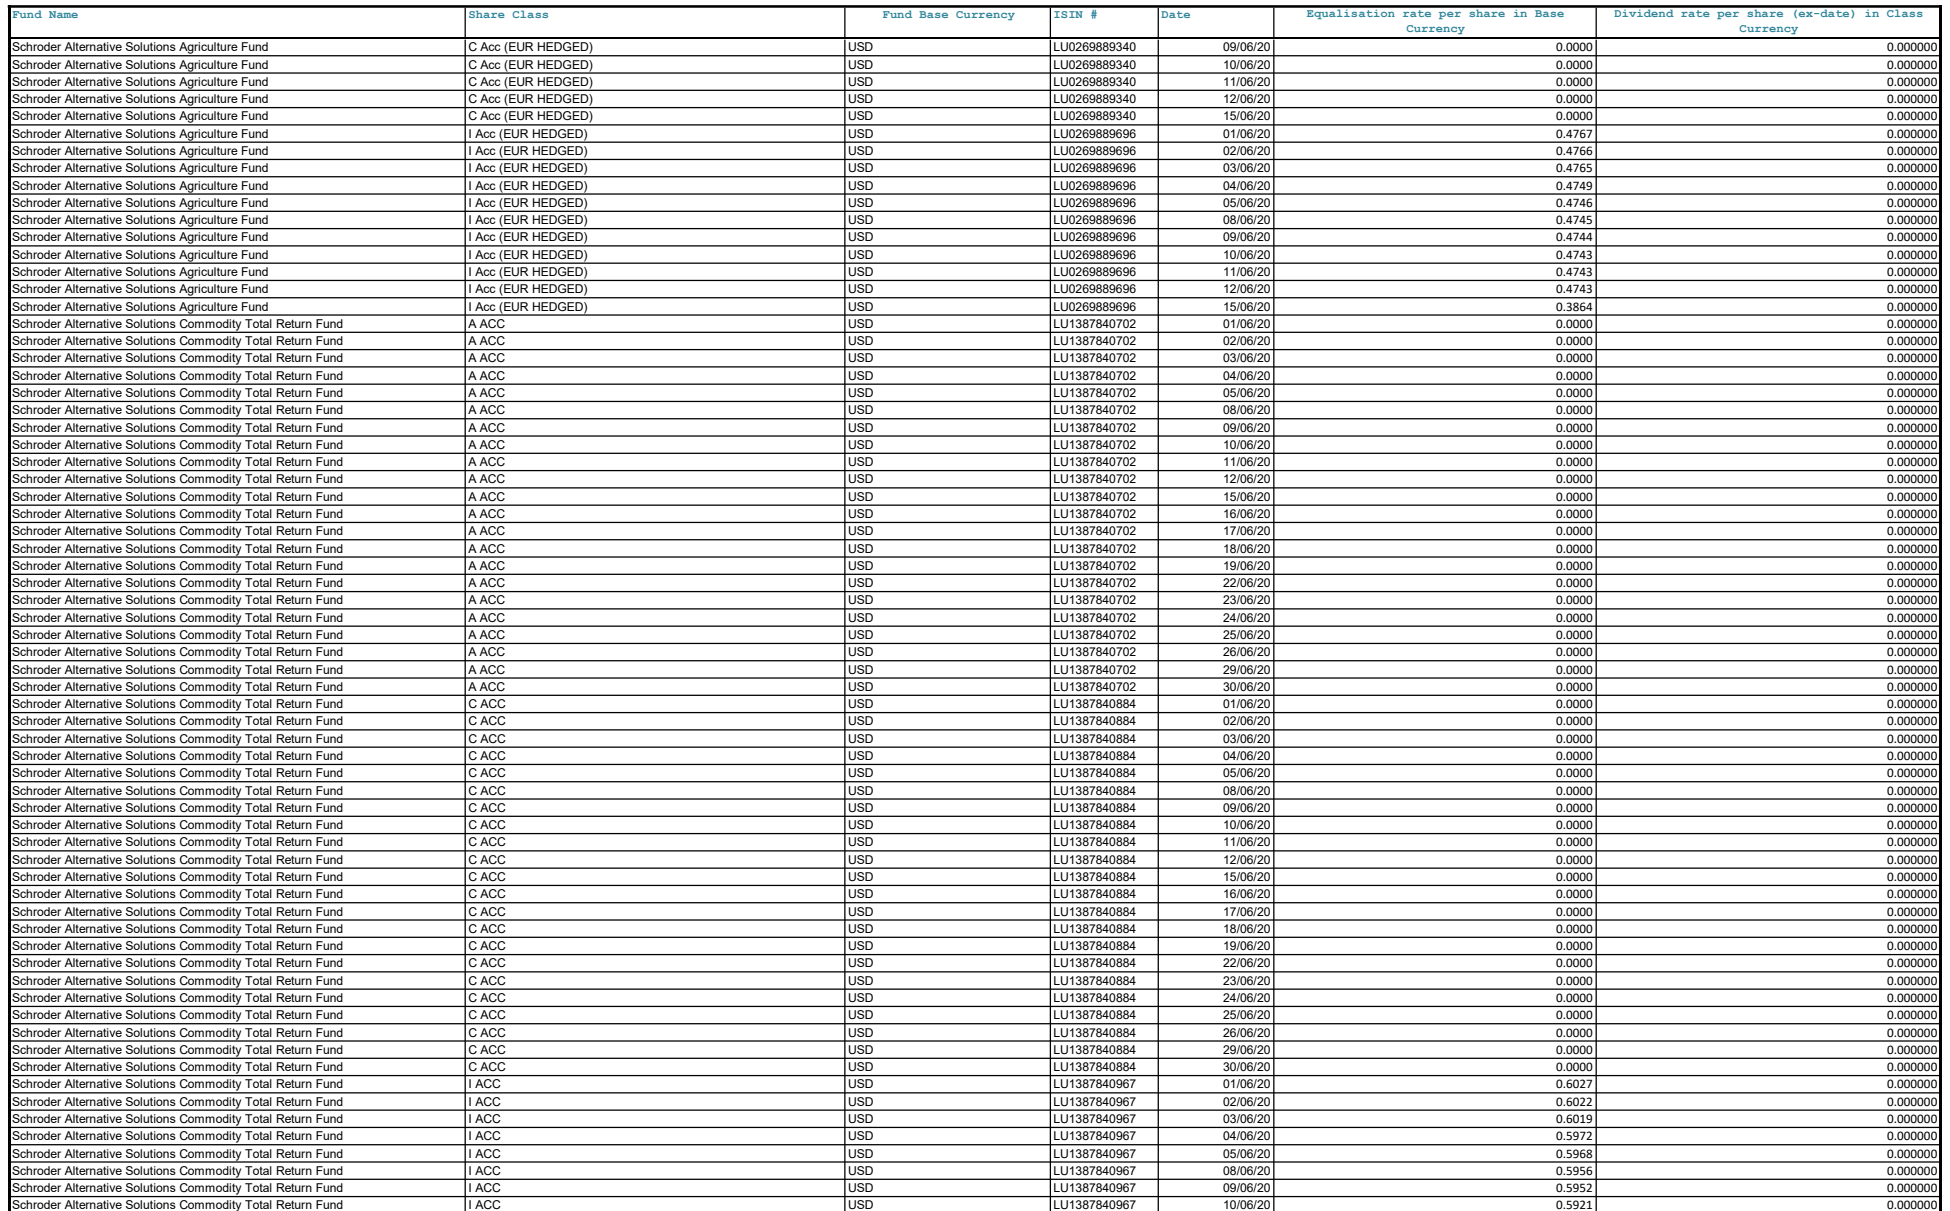 Fund Name Share Class Fund Base Currency ISIN # Date Equalisation rate per share in Base Currency Dividend rate per share (ex-date) in Class Currency
Schroder Alternative Solutions Agriculture Fund C Acc (EUR HEDGED) USD LU0269889340 09/06/20 0.0000 0.000000
Schroder Alternative Solutions Agriculture Fund C Acc (EUR HEDGED) USD LU0269889340 10/06/20 0.0000 0.000000
Schroder Alternative Solutions Agriculture Fund C Acc (EUR HEDGED) USD LU0269889340 11/06/20 0.0000 0.000000
Schroder Alternative Solutions Agriculture Fund C Acc (EUR HEDGED) USD LU0269889340 12/06/20 0.0000 0.000000
Schroder Alternative Solutions Agriculture Fund C Acc (EUR HEDGED) USD LU0269889340 15/06/20 0.0000 0.000000
Schroder Alternative Solutions Agriculture Fund I Acc (EUR HEDGED) USD LU0269889696 01/06/20 0.4767 0.000000
Schroder Alternative Solutions Agriculture Fund I Acc (EUR HEDGED) USD LU0269889696 02/06/20 0.4766 0.000000
Schroder Alternative Solutions Agriculture Fund I Acc (EUR HEDGED) USD LU0269889696 03/06/20 0.4765 0.000000
Schroder Alternative Solutions Agriculture Fund I Acc (EUR HEDGED) USD LU0269889696 04/06/20 0.4749 0.000000
Schroder Alternative Solutions Agriculture Fund I Acc (EUR HEDGED) USD LU0269889696 05/06/20 0.4746 0.000000
Schroder Alternative Solutions Agriculture Fund I Acc (EUR HEDGED) USD LU0269889696 08/06/20 0.4745 0.000000
Schroder Alternative Solutions Agriculture Fund I Acc (EUR HEDGED) USD LU0269889696 09/06/20 0.4744 0.000000
Schroder Alternative Solutions Agriculture Fund I Acc (EUR HEDGED) USD LU0269889696 10/06/20 0.4743 0.000000
Schroder Alternative Solutions Agriculture Fund I Acc (EUR HEDGED) USD LU0269889696 11/06/20 0.4743 0.000000
Schroder Alternative Solutions Agriculture Fund I Acc (EUR HEDGED) USD LU0269889696 12/06/20 0.4743 0.000000
Schroder Alternative Solutions Agriculture Fund I Acc (EUR HEDGED) USD LU0269889696 15/06/20 0.3864 0.000000
Schroder Alternative Solutions Commodity Total Return Fund A ACC USD LU1387840702 01/06/20 0.0000 0.000000
Schroder Alternative Solutions Commodity Total Return Fund A ACC USD LU1387840702 02/06/20 0.0000 0.000000
Schroder Alternative Solutions Commodity Total Return Fund A ACC USD LU1387840702 03/06/20 0.0000 0.000000
Schroder Alternative Solutions Commodity Total Return Fund A ACC USD LU1387840702 04/06/20 0.0000 0.000000
Schroder Alternative Solutions Commodity Total Return Fund A ACC USD LU1387840702 05/06/20 0.0000 0.000000
Schroder Alternative Solutions Commodity Total Return Fund A ACC USD LU1387840702 08/06/20 0.0000 0.000000
Schroder Alternative Solutions Commodity Total Return Fund A ACC USD LU1387840702 09/06/20 0.0000 0.000000
Schroder Alternative Solutions Commodity Total Return Fund A ACC USD LU1387840702 10/06/20 0.0000 0.000000
Schroder Alternative Solutions Commodity Total Return Fund A ACC USD LU1387840702 11/06/20 0.0000 0.000000
Schroder Alternative Solutions Commodity Total Return Fund A ACC USD LU1387840702 12/06/20 0.0000 0.000000
Schroder Alternative Solutions Commodity Total Return Fund A ACC USD LU1387840702 15/06/20 0.0000 0.000000
Schroder Alternative Solutions Commodity Total Return Fund A ACC USD LU1387840702 16/06/20 0.0000 0.000000
Schroder Alternative Solutions Commodity Total Return Fund A ACC USD LU1387840702 17/06/20 0.0000 0.000000
Schroder Alternative Solutions Commodity Total Return Fund A ACC USD LU1387840702 18/06/20 0.0000 0.000000
Schroder Alternative Solutions Commodity Total Return Fund A ACC USD LU1387840702 19/06/20 0.0000 0.000000
Schroder Alternative Solutions Commodity Total Return Fund A ACC USD LU1387840702 22/06/20 0.0000 0.000000
Schroder Alternative Solutions Commodity Total Return Fund A ACC USD LU1387840702 23/06/20 0.0000 0.000000
Schroder Alternative Solutions Commodity Total Return Fund A ACC USD LU1387840702 24/06/20 0.0000 0.000000
Schroder Alternative Solutions Commodity Total Return Fund A ACC USD LU1387840702 25/06/20 0.0000 0.000000
Schroder Alternative Solutions Commodity Total Return Fund A ACC USD LU1387840702 26/06/20 0.0000 0.000000
Schroder Alternative Solutions Commodity Total Return Fund A ACC USD LU1387840702 29/06/20 0.0000 0.000000
Schroder Alternative Solutions Commodity Total Return Fund A ACC USD LU1387840702 30/06/20 0.0000 0.000000
Schroder Alternative Solutions Commodity Total Return Fund C ACC USD LU1387840884 01/06/20 0.0000 0.000000
Schroder Alternative Solutions Commodity Total Return Fund C ACC USD LU1387840884 02/06/20 0.0000 0.000000
Schroder Alternative Solutions Commodity Total Return Fund C ACC USD LU1387840884 03/06/20 0.0000 0.000000
Schroder Alternative Solutions Commodity Total Return Fund C ACC USD LU1387840884 04/06/20 0.0000 0.000000
Schroder Alternative Solutions Commodity Total Return Fund C ACC USD LU1387840884 05/06/20 0.0000 0.000000
Schroder Alternative Solutions Commodity Total Return Fund C ACC USD LU1387840884 08/06/20 0.0000 0.000000
Schroder Alternative Solutions Commodity Total Return Fund C ACC USD LU1387840884 09/06/20 0.0000 0.000000
Schroder Alternative Solutions Commodity Total Return Fund C ACC USD LU1387840884 10/06/20 0.0000 0.000000
Schroder Alternative Solutions Commodity Total Return Fund C ACC USD LU1387840884 11/06/20 0.0000 0.000000
Schroder Alternative Solutions Commodity Total Return Fund C ACC USD LU1387840884 12/06/20 0.0000 0.000000
Schroder Alternative Solutions Commodity Total Return Fund C ACC USD LU1387840884 15/06/20 0.0000 0.000000
Schroder Alternative Solutions Commodity Total Return Fund C ACC USD LU1387840884 16/06/20 0.0000 0.000000
Schroder Alternative Solutions Commodity Total Return Fund C ACC USD LU1387840884 17/06/20 0.0000 0.000000
Schroder Alternative Solutions Commodity Total Return Fund C ACC USD LU1387840884 18/06/20 0.0000 0.000000
Schroder Alternative Solutions Commodity Total Return Fund C ACC USD LU1387840884 19/06/20 0.0000 0.000000
Schroder Alternative Solutions Commodity Total Return Fund C ACC USD LU1387840884 22/06/20 0.0000 0.000000
Schroder Alternative Solutions Commodity Total Return Fund C ACC USD LU1387840884 23/06/20 0.0000 0.000000
Schroder Alternative Solutions Commodity Total Return Fund C ACC USD LU1387840884 24/06/20 0.0000 0.000000
Schroder Alternative Solutions Commodity Total Return Fund C ACC USD LU1387840884 25/06/20 0.0000 0.000000
Schroder Alternative Solutions Commodity Total Return Fund C ACC USD LU1387840884 26/06/20 0.0000 0.000000
Schroder Alternative Solutions Commodity Total Return Fund C ACC USD LU1387840884 29/06/20 0.0000 0.000000
Schroder Alternative Solutions Commodity Total Return Fund C ACC USD LU1387840884 30/06/20 0.0000 0.000000
Schroder Alternative Solutions Commodity Total Return Fund I ACC USD LU1387840967 01/06/20 0.6027 0.000000
Schroder Alternative Solutions Commodity Total Return Fund I ACC USD LU1387840967 02/06/20 0.6022 0.000000
Schroder Alternative Solutions Commodity Total Return Fund I ACC USD LU1387840967 03/06/20 0.6019 0.000000
Schroder Alternative Solutions Commodity Total Return Fund I ACC USD LU1387840967 04/06/20 0.5972 0.000000
Schroder Alternative Solutions Commodity Total Return Fund I ACC USD LU1387840967 05/06/20 0.5968 0.000000
Schroder Alternative Solutions Commodity Total Return Fund I ACC USD LU1387840967 08/06/20 0.5956 0.000000
Schroder Alternative Solutions Commodity Total Return Fund I ACC USD LU1387840967 09/06/20 0.5952 0.000000
Schroder Alternative Solutions Commodity Total Return Fund I ACC USD LU1387840967 10/06/20 0.5921 0.000000